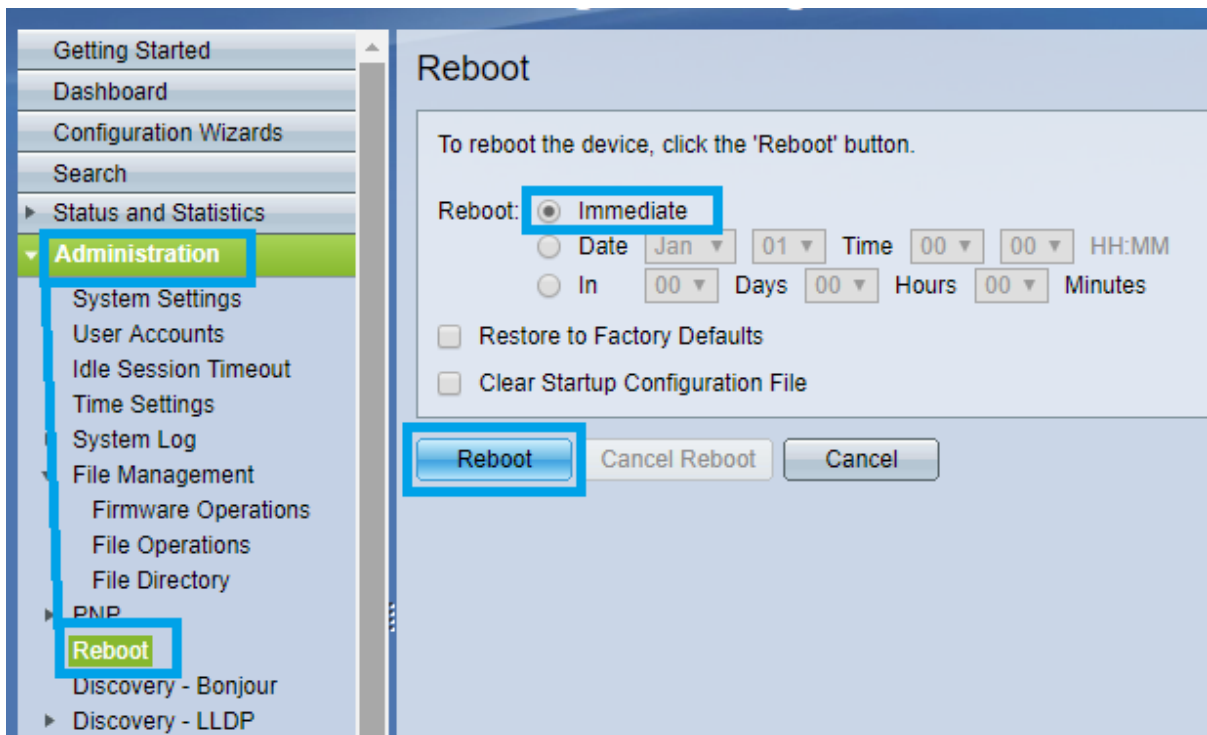 Getting Started
Dashboard
Configuration Wizards
Search
Status and Statistics
Administration
System Settings
User Accounts
Idle Session Timeout
Time Settings
System Log
File Management
Firmware Operations
File Operations
File Directory
PNP
Reboot
Discovery - Bonjour
Discovery - LLDP
Reboot
To reboot the device, click the 'Reboot' button.
Reboot: Immediate
Date Jan 01 Time 00 00 HH:MM
In 00 Days 00 Hours 00 Minutes
Restore to Factory Defaults
Clear Startup Configuration File
Reboot Cancel Reboot Cancel